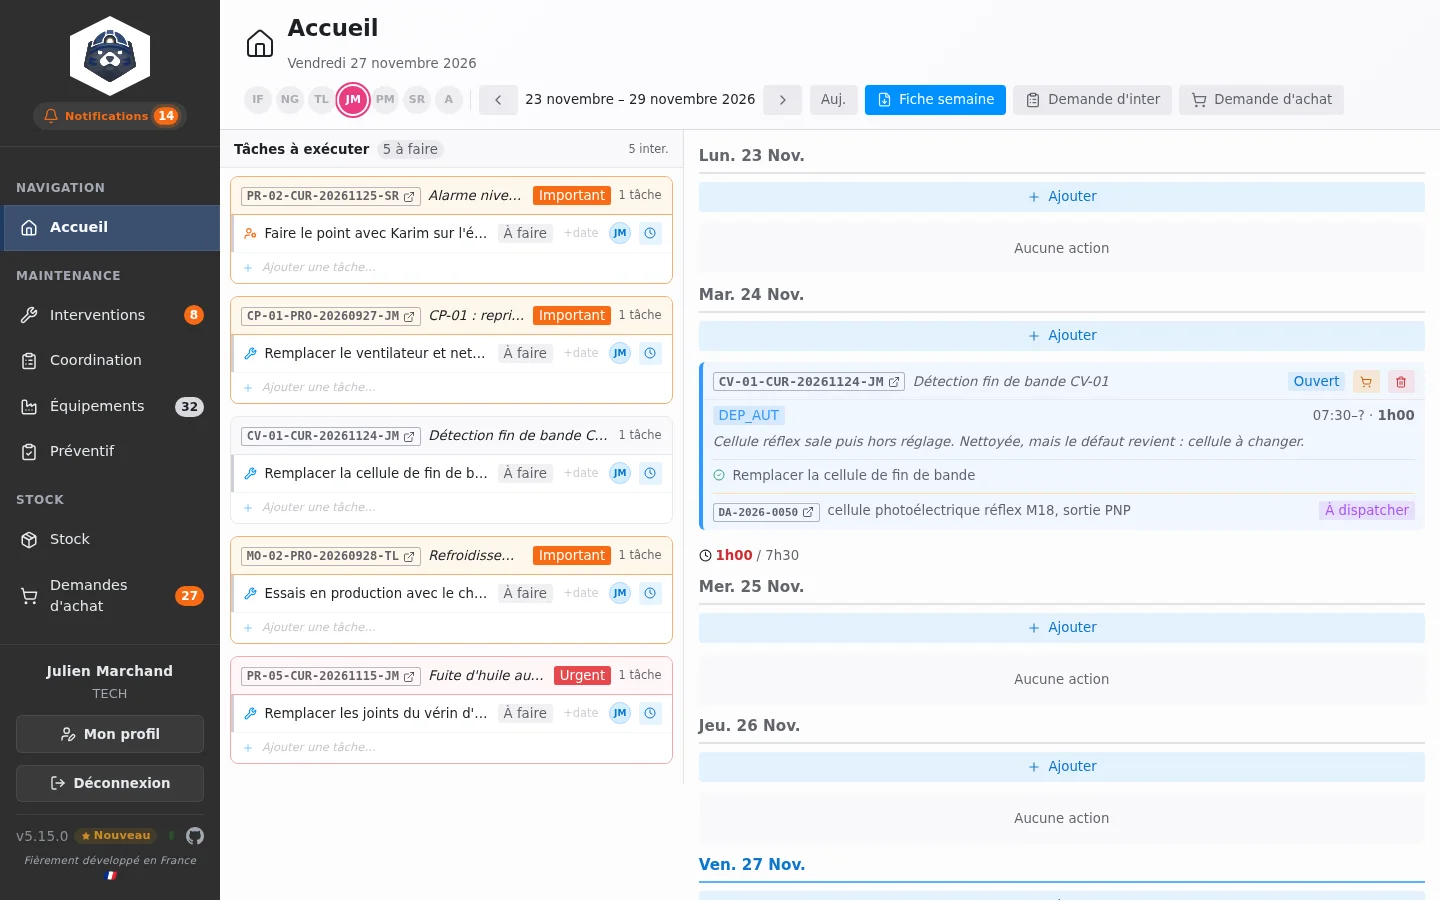 Notifications 14
NAVIGATION
Accueil
MAINTENANCE
Interventions 8
Coordination
Équipements 32
Préventif
STOCK
Stock
Demandes
d'achat 27
Julien Marchand
TECH
Mon profil
Déconnexion
v5.15.0 Nouveau
Fièrement développé en France
Accueil
Vendredi 27 novembre 2026
IF NG TL JM PM SR A 23 novembre – 29 novembre 2026 Auj. Fiche semaine Demande d'inter Demande d'achat
Tâches à exécuter 5 à faire 5 inter.
PR-02-CUR-20261125-SR Alarme nive… Important 1 tâche
Faire le point avec Karim sur l'é… À faire +date JM
+ Ajouter une tâche…
CP-01-PRO-20260927-JM CP-01 : repri… Important 1 tâche
Remplacer le ventilateur et net… À faire +date JM
+ Ajouter une tâche…
CV-01-CUR-20261124-JM Détection fin de bande C… 1 tâche
Remplacer la cellule de fin de b… À faire +date JM
+ Ajouter une tâche…
MO-02-PRO-20260928-TL Refroidisse… Important 1 tâche
Essais en production avec le ch… À faire +date JM
+ Ajouter une tâche…
PR-05-CUR-20261115-JM Fuite d'huile au… Urgent 1 tâche
Remplacer les joints du vérin d'… À faire +date JM
+ Ajouter une tâche…
Lun. 23 Nov.
+ Ajouter
Aucune action
Mar. 24 Nov.
+ Ajouter
CV-01-CUR-20261124-JM Détection fin de bande CV-01 Ouvert
DEP_AUT 07:30–? · 1h00
Cellule réflex sale puis hors réglage. Nettoyée, mais le défaut revient : cellule à changer.
Remplacer la cellule de fin de bande
DA-2026-0050 cellule photoélectrique réflex M18, sortie PNP À dispatcher
1h00 / 7h30
Mer. 25 Nov.
+ Ajouter
Aucune action
Jeu. 26 Nov.
+ Ajouter
Aucune action
Ven. 27 Nov.